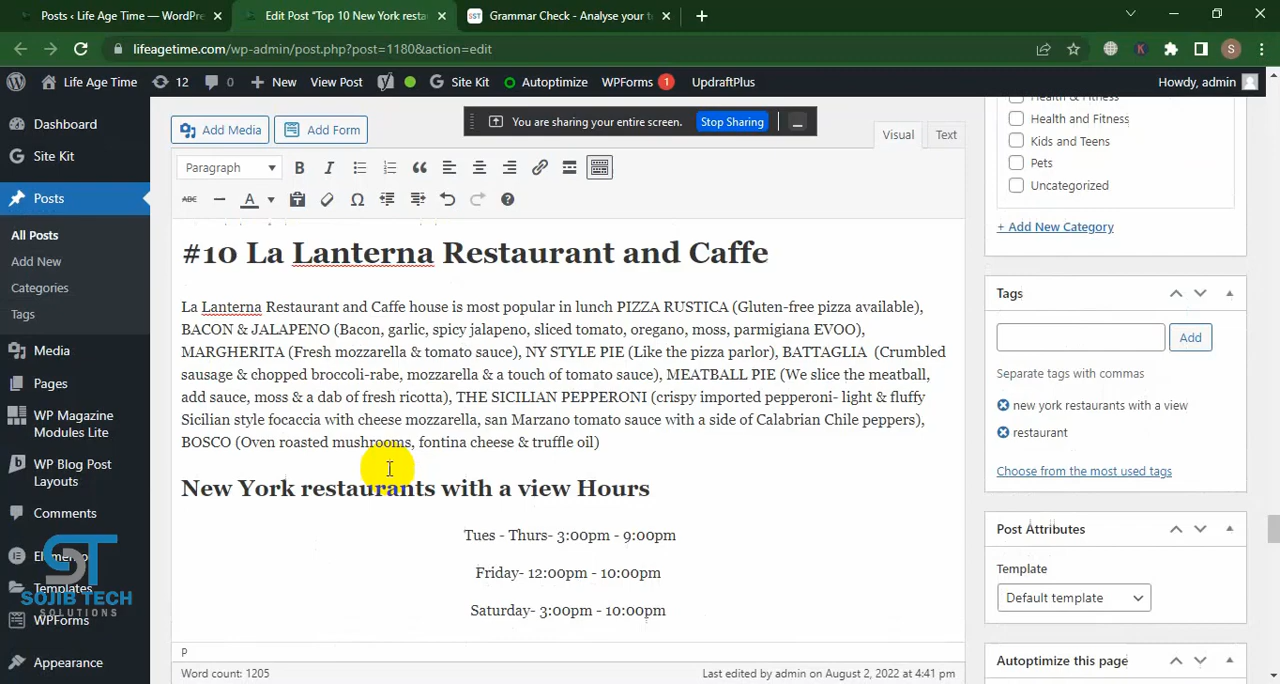 Posts ‹ Life Age Time — WordPre
Edit Post "Top 10 New York resta
Grammar Check - Analyse your t
lifeagetime.com/wp-admin/post.php?post=1180&action=edit
K
S
Life Age Time
12
0
New
View Post
Site Kit
Autoptimize
WPForms 1
UpdraftPlus
Howdy, admin
Dashboard
Site Kit
Posts
All Posts
Add New
Categories
Tags
Media
Pages
WP Magazine
Modules Lite
WP Blog Post
Layouts
Comments
Templates
WPForms
Appearance
ST
SOJIB TECH
SOLUTIONS
Add Media
Add Form
You are sharing your entire screen.
Stop Sharing
Visual
Text
Paragraph
B
I
ABC
A
#10 La Lanterna Restaurant and Caffe
La Lanterna Restaurant and Caffe house is most popular in lunch PIZZA RUSTICA (Gluten-free pizza available),
BACON & JALAPENO (Bacon, garlic, spicy jalapeno, sliced tomato, oregano, moss, parmigiana EVOO),
MARGHERITA (Fresh mozzarella & tomato sauce), NY STYLE PIE (Like the pizza parlor), BATTAGLIA (Crumbled
sausage & chopped broccoli-rabe, mozzarella & a touch of tomato sauce), MEATBALL PIE (We slice the meatball,
add sauce, moss & a dab of fresh ricotta), THE SICILIAN PEPPERONI (crispy imported pepperoni- light & fluffy
Sicilian style focaccia with cheese mozzarella, san Marzano tomato sauce with a side of Calabrian Chile peppers),
BOSCO (Oven roasted mushrooms, fontina cheese & truffle oil)
New York restaurants with a view Hours
Tues - Thurs- 3:00pm - 9:00pm
Friday- 12:00pm - 10:00pm
Saturday- 3:00pm - 10:00pm
P
Word count: 1205
Last edited by admin on August 2, 2022 at 4:41 pm
Health & Fitness
Health and Fitness
Kids and Teens
Pets
Uncategorized
+ Add New Category
Tags
Add
Separate tags with commas
new york restaurants with a view
restaurant
Choose from the most used tags
Post Attributes
Template
Default template
Autoptimize this page